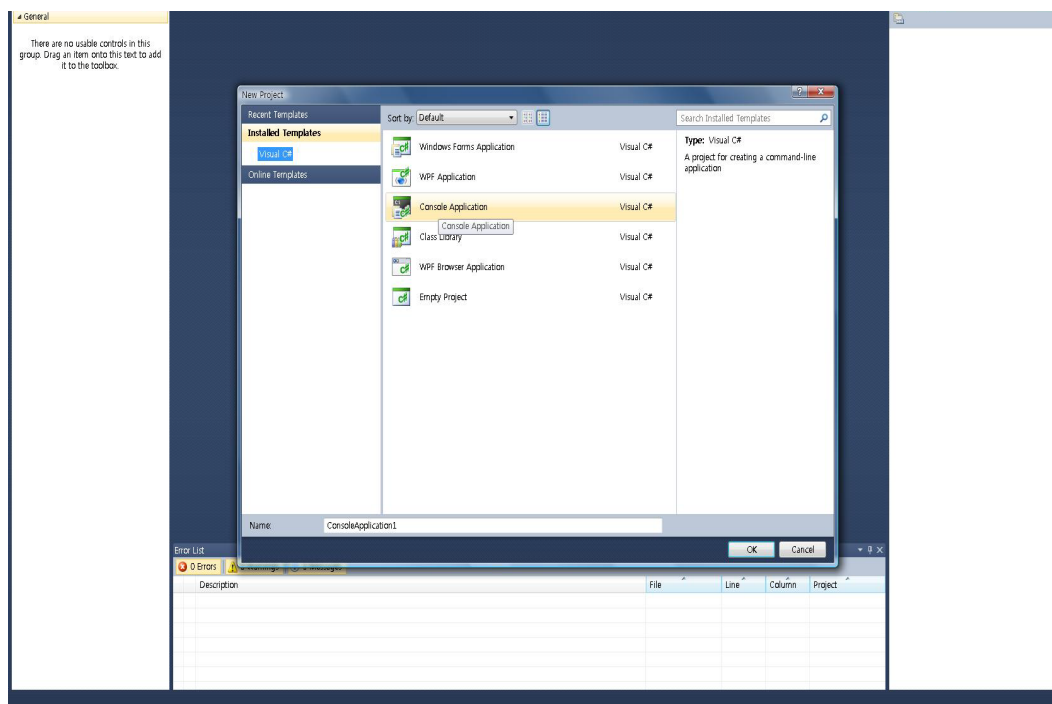 General
There are no usable controls in this
group. Drag an item onto this text to add
it to the toolbox.
New Project
Recent Templates
Installed Templates
Visual C#
Online Templates
Sort by: Default
Search Installed Templates
Windows Forms Application Visual C#
WPF Application Visual C#
Console Application Visual C#
Console Application
Class Library Visual C#
WPF Browser Application Visual C#
Empty Project Visual C#
Type: Visual C#
A project for creating a command-line
application
Name: ConsoleApplication1
OK Cancel
Error List
0 Errors
Description File Line Column Project